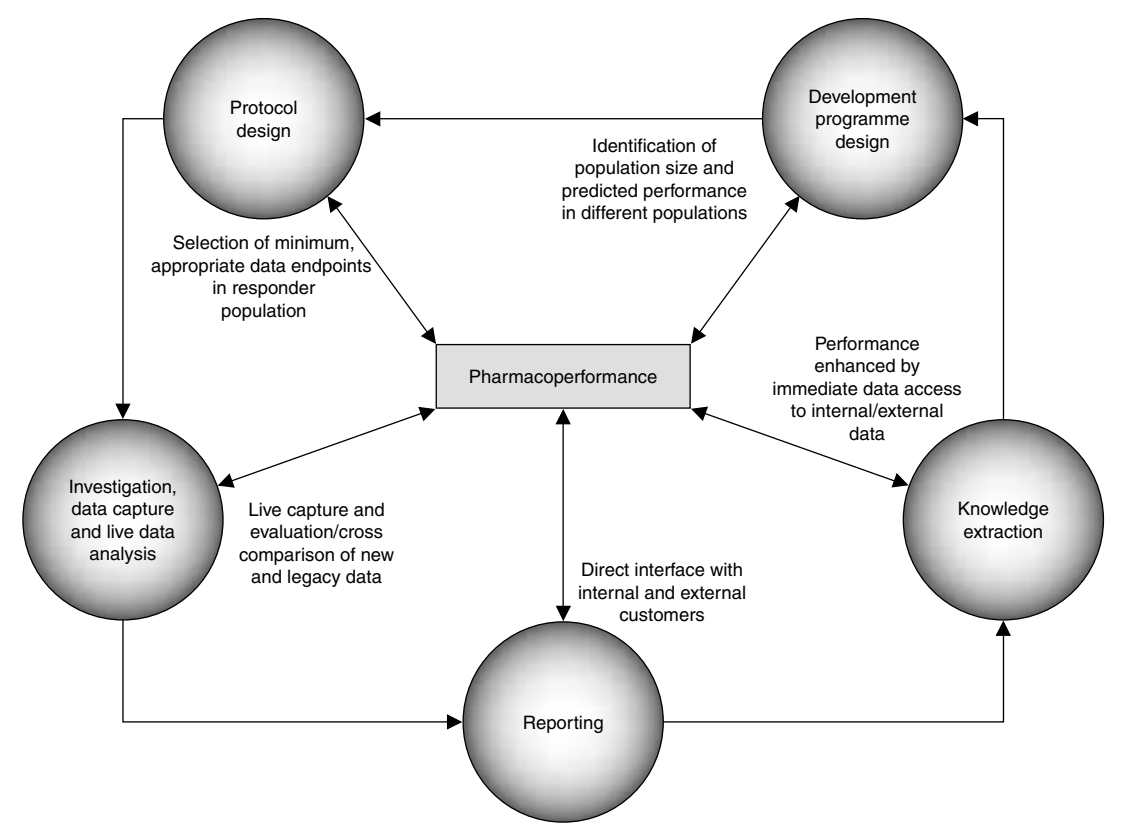 Protocol
design
Development
programme
design
Identification of
population size and
predicted performance
in different populations
Selection of minimum,
appropriate data endpoints
in responder
population
Pharmacoperformance
Performance
enhanced by
immediate data access
to internal/external
data
Investigation,
data capture
and live data
analysis
Live capture and
evaluation/cross
comparison of new
and legacy data
Knowledge
extraction
Direct interface with
internal and external
customers
Reporting